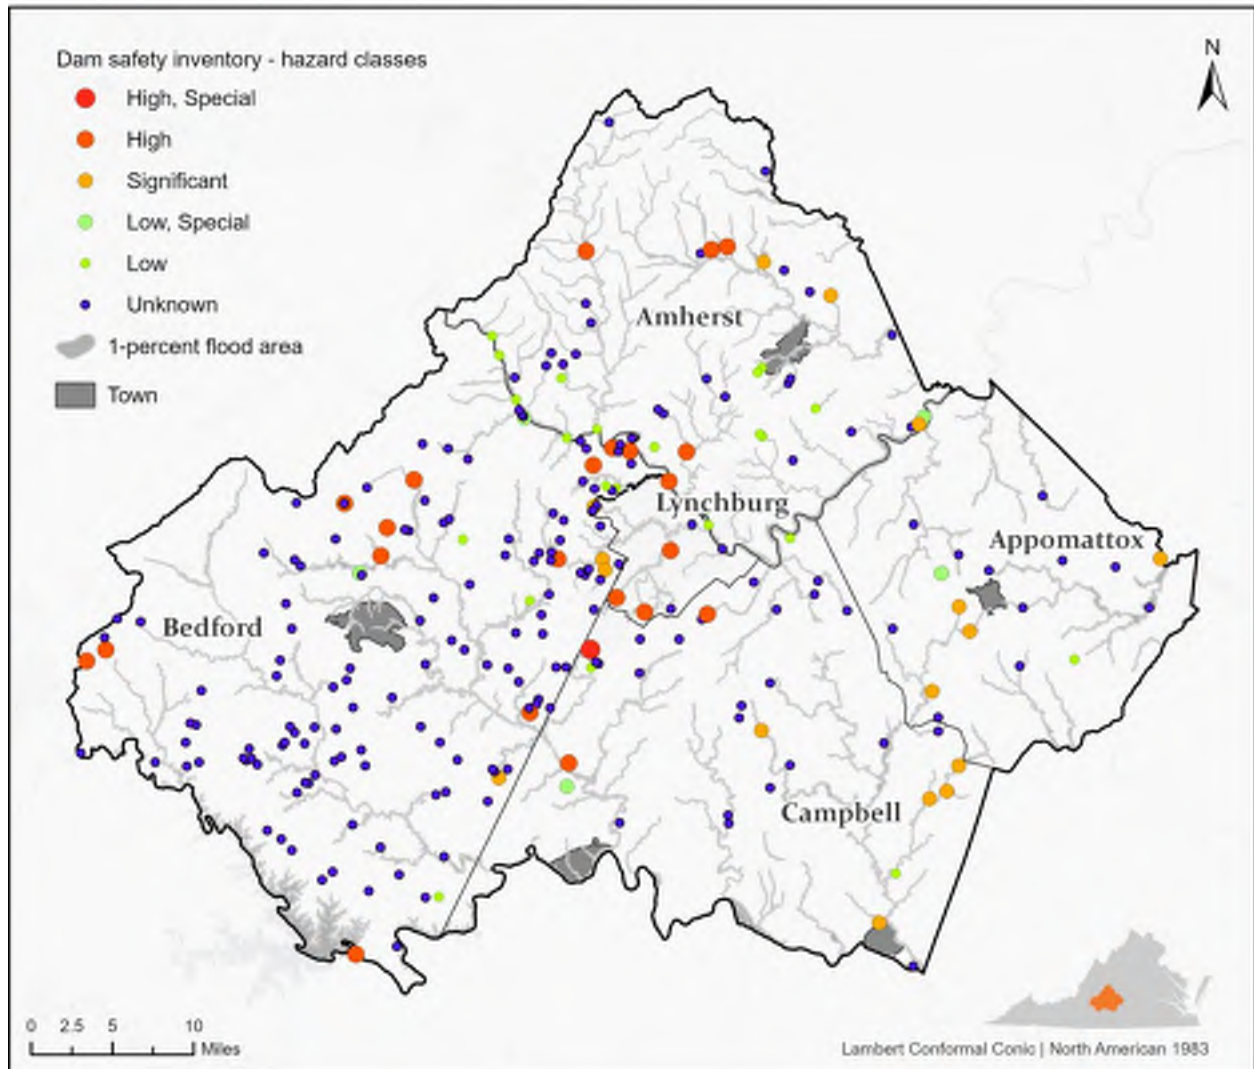 Dam safety inventory - hazard classes
High, Special
High
Significant
Low, Special
Low
Unknown
1-percent flood area
Town
N
Amherst
Lynchburg
Appomattox
Bedford
Campbell
0 2.5 5 10
Miles
Lambert Conformal Conic | North American 1983